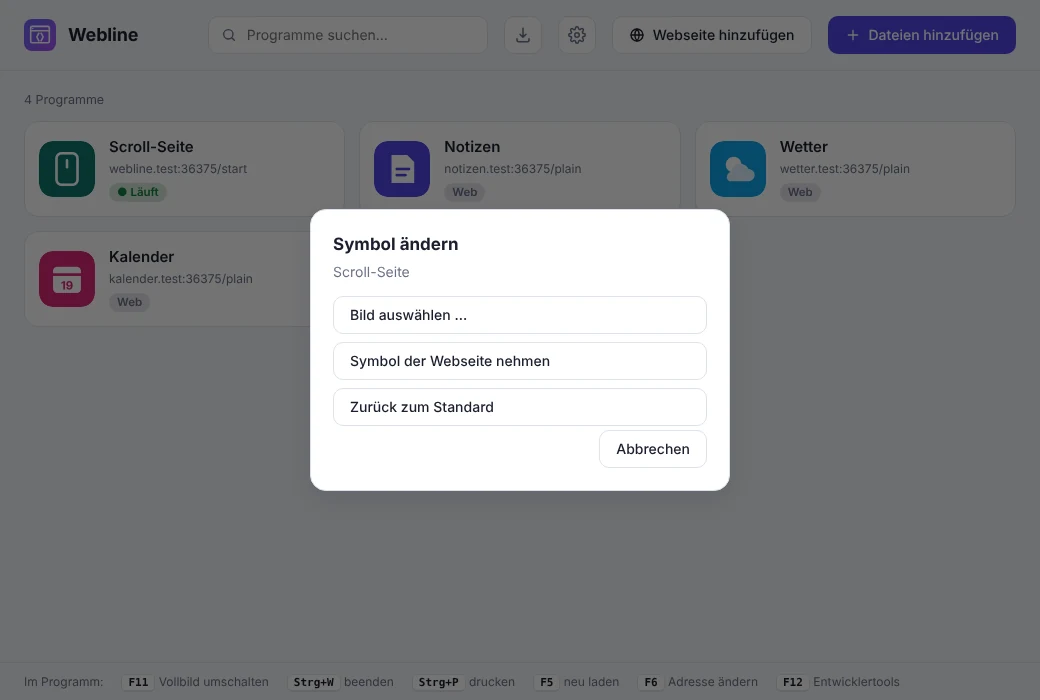 Webline
Programme suchen...
Webseite hinzufügen
Dateien hinzufügen
4 Programme
Scroll-Seite
webline.test:36375/start
Läuft
Notizen
notizen.test:36375/plain
Web
Wetter
wetter.test:36375/plain
Web
Kalender
kalender.test:36375/plain
Web
19
Symbol ändern
Scroll-Seite
Bild auswählen ...
Symbol der Webseite nehmen
Zurück zum Standard
Abbrechen
Im Programm: F11 Vollbild umschalten Strg+W beenden Strg+P drucken F5 neu laden F6 Adresse ändern F12 Entwicklertools